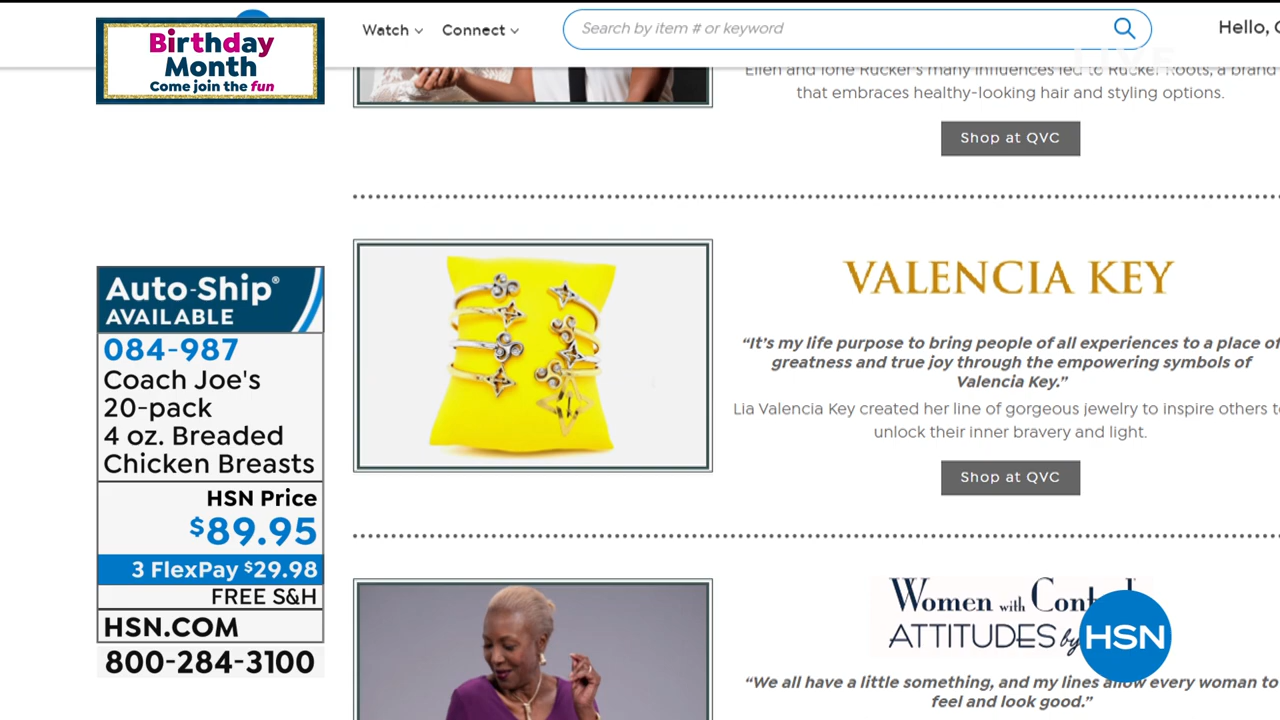 Birthday
Month
Come join the fun
Watch
Connect
Search by item # or keyword
Hello,
LIVE
Ellen and Ione Rucker's many influences led to Rucker Roots, a brand
that embraces healthy-looking hair and styling options.
Shop at QVC
Auto-Ship®
AVAILABLE
084-987
Coach Joe's
20-pack
4 oz. Breaded
Chicken Breasts
HSN Price
$89.95
3 FlexPay $29.98
FREE S&H
HSN.COM
800-284-3100
VALENCIA KEY
“It's my life purpose to bring people of all experiences to a place of
greatness and true joy through the empowering symbols of
Valencia Key.”
Lia Valencia Key created her line of gorgeous jewelry to inspire others to
unlock their inner bravery and light.
Shop at QVC
Women with
ATTITUDES by
HSN
“We all have a little something, and my lines allow every woman to
feel and look good.”